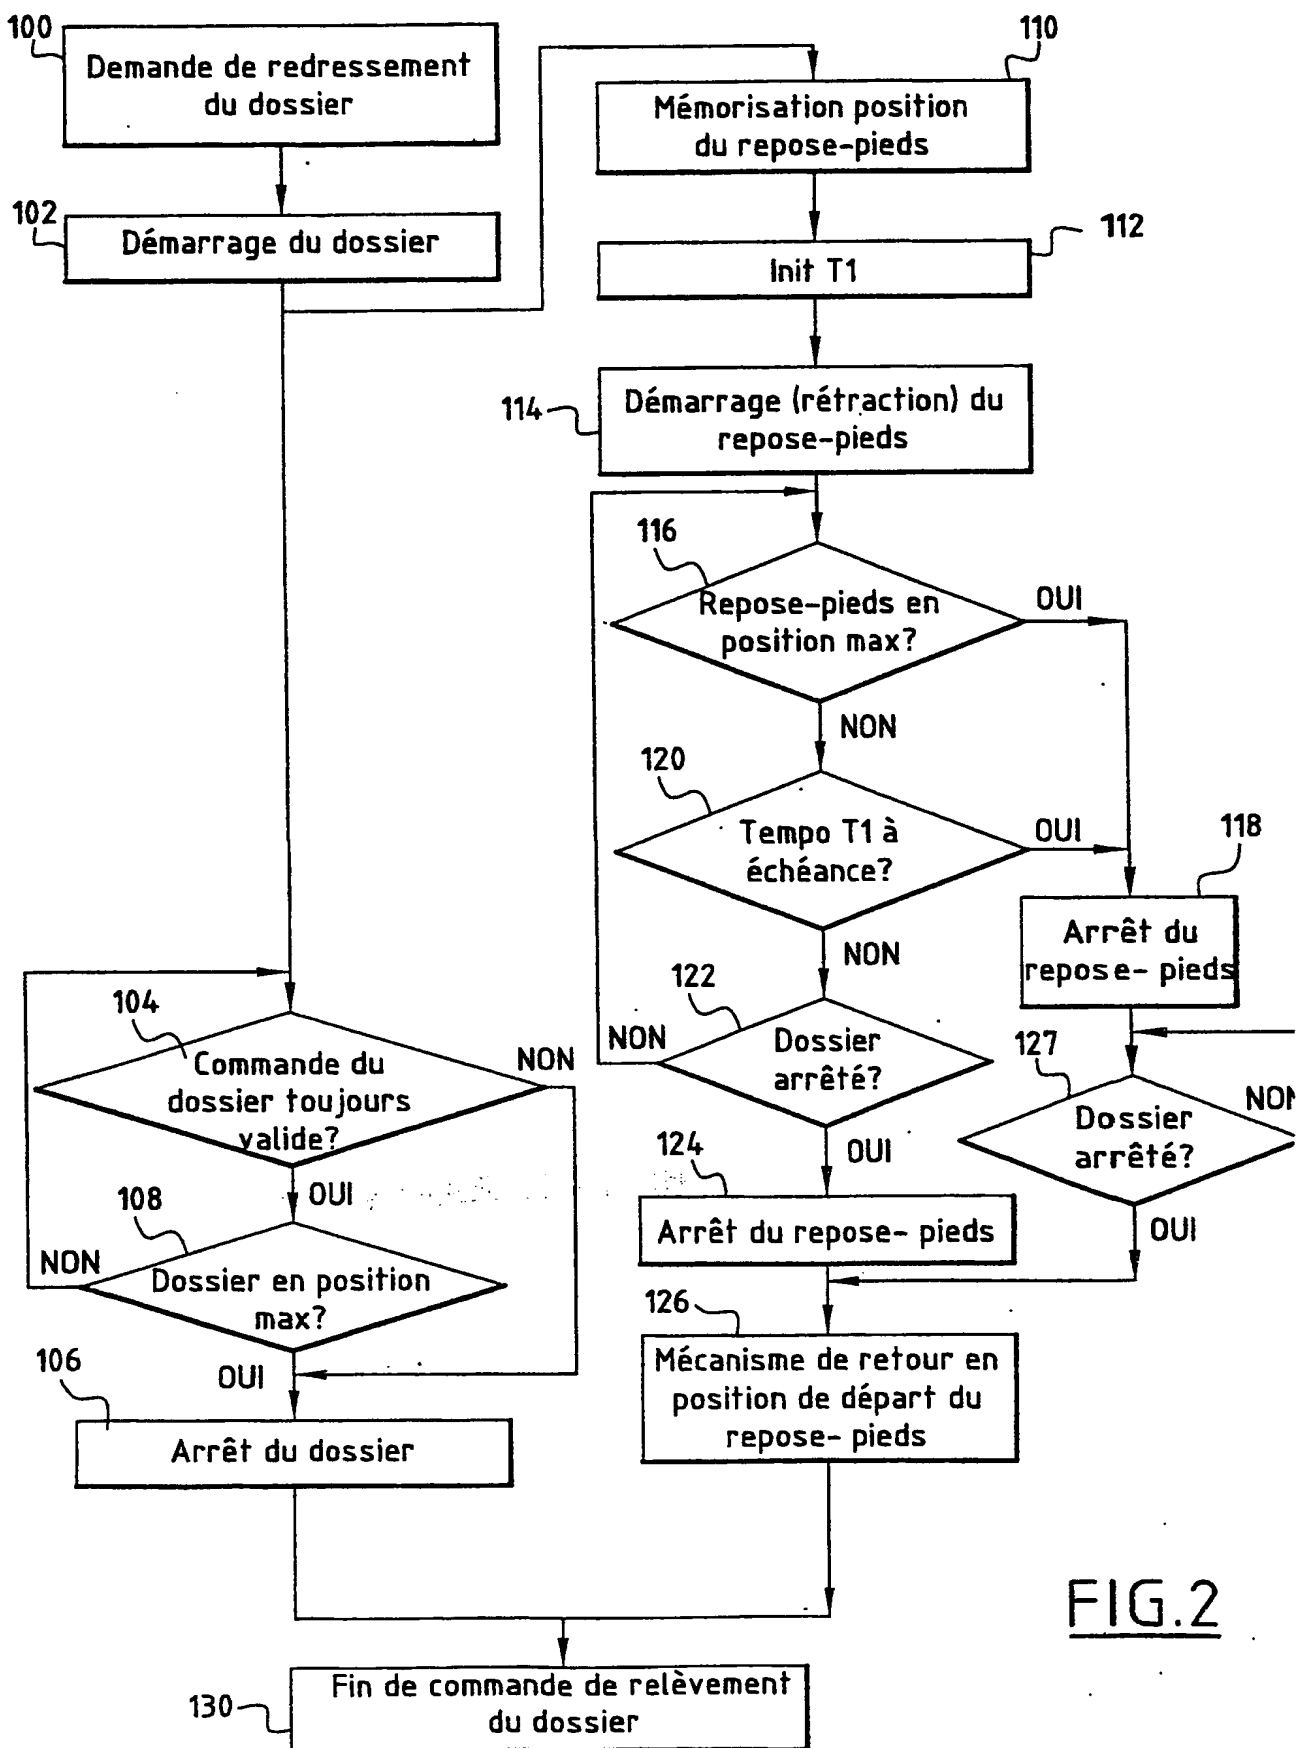 100
Demande de redressement
du dossier
102
Démarrage du dossier
110
Mémorisation position
du repose-pieds
112
Init T1
114
Démarrage (rétraction) du
repose-pieds
116
Repose-pieds en
position max?
OUI
NON
120
Tempo T1 à
échéance?
OUI
NON
118
Arrêt du
repose- pieds
122
Dossier
arrêté?
NON
OUI
127
Dossier
arrêté?
NON
OUI
124
Arrêt du repose- pieds
126
Mécanisme de retour en
position de départ du
repose- pieds
104
Commande du
dossier toujours
valide?
NON
OUI
108
Dossier en position
max?
NON
OUI
106
Arrêt du dossier
130
Fin de commande de relèvement
du dossier
FIG.2